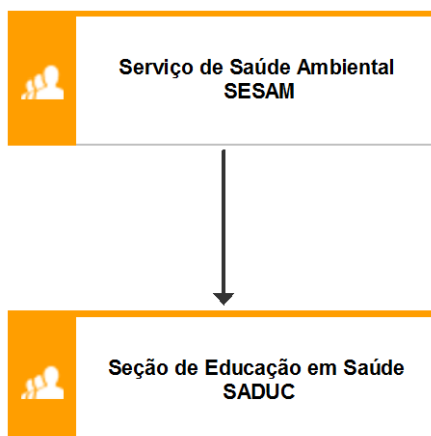 Serviço de Saúde Ambiental
SESAM
Seção de Educação em Saúde
SADUC